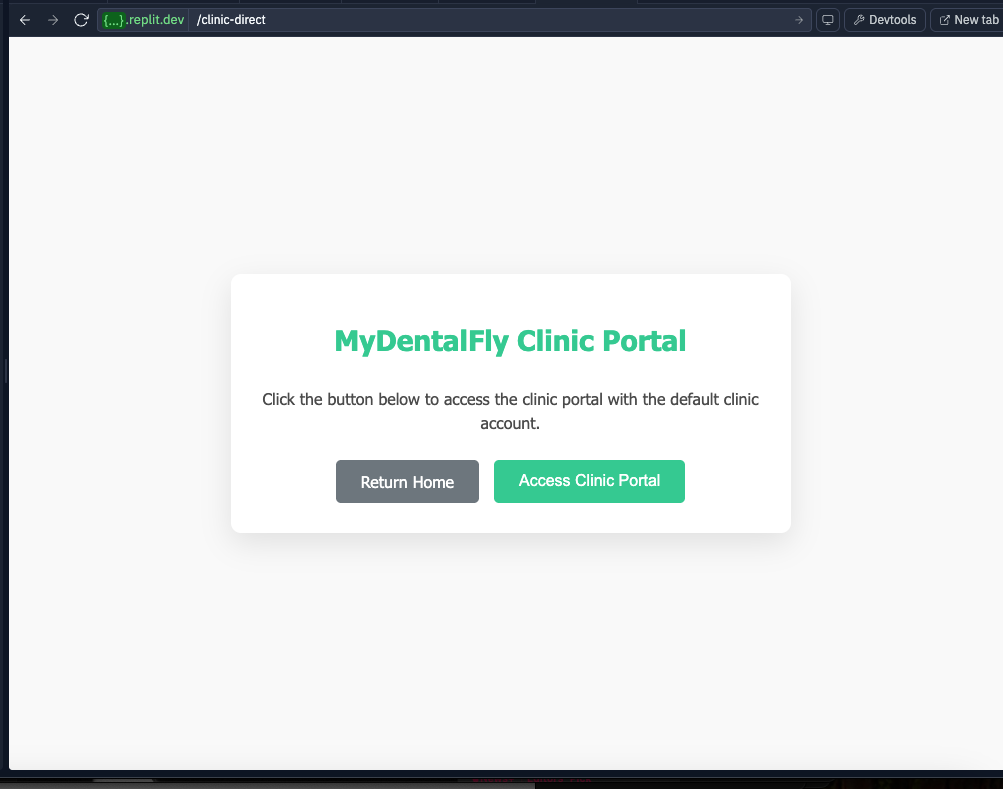 {...}.replit.dev /clinic-direct Devtools New tab
MyDentalFly Clinic Portal
Click the button below to access the clinic portal with the default clinic
account.
Return Home Access Clinic Portal